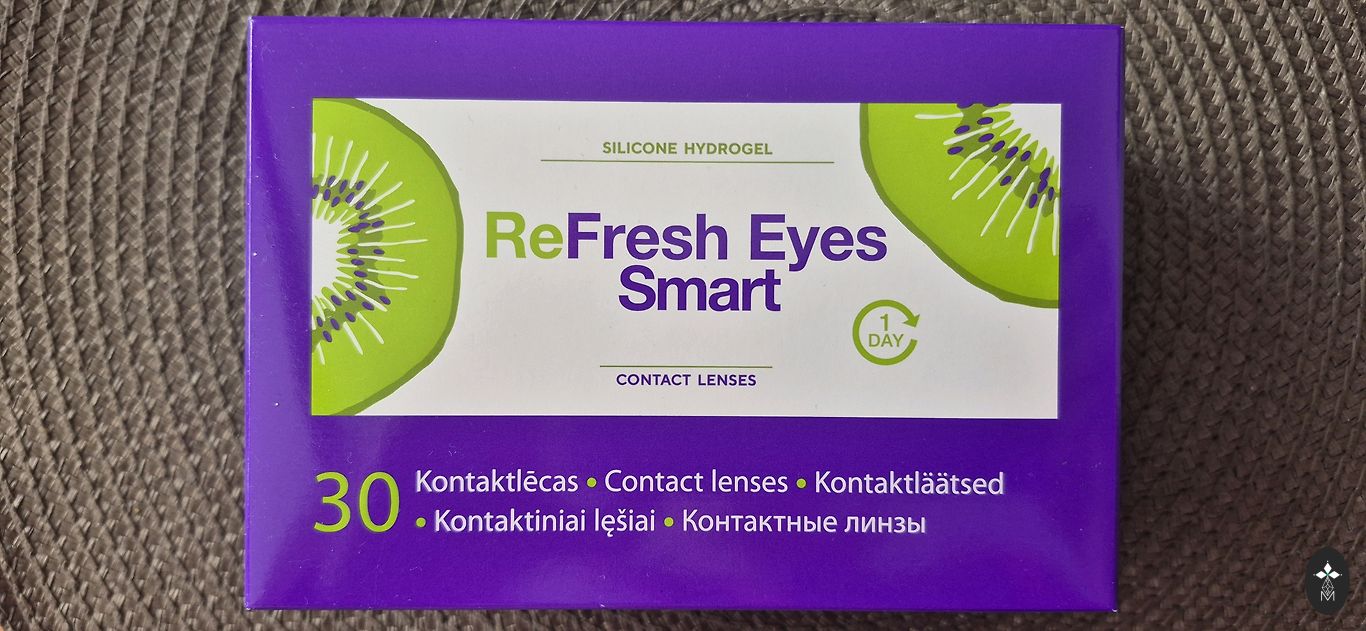 SILICONE HYDROGEL
ReFresh Eyes
Smart
1
DAY
CONTACT LENSES
30 Kontaktlēcas • Contact lenses • Kontaktläätsed
• Kontaktiniai lęšiai • Контактные линзы
M